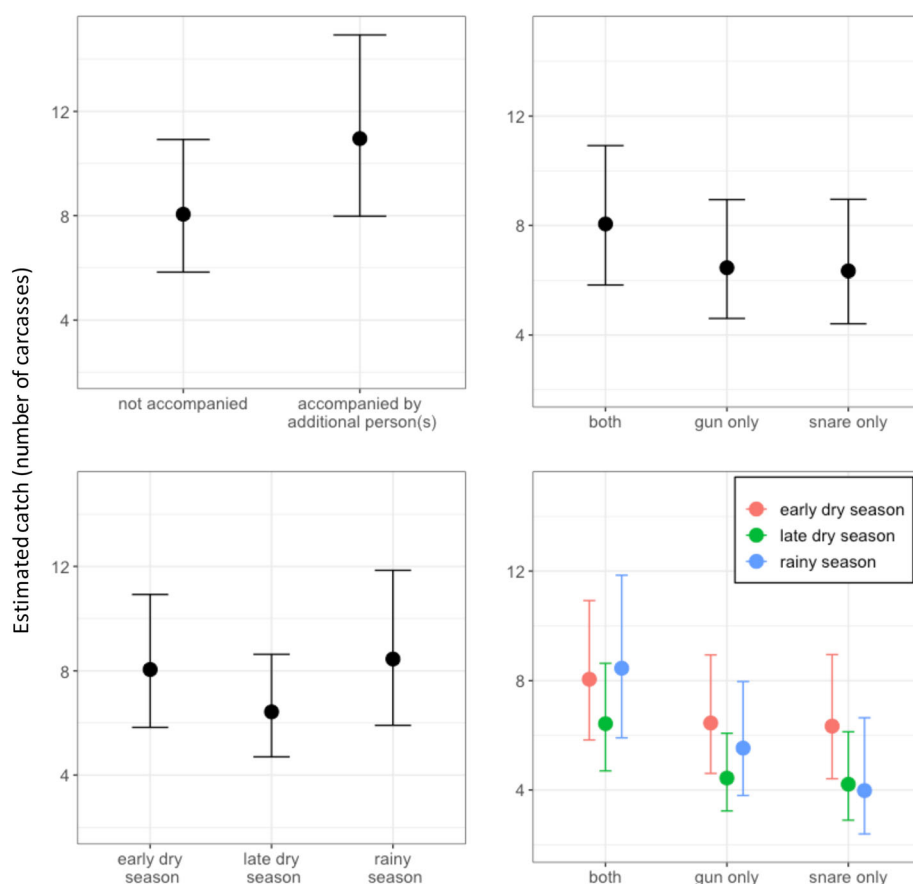 Estimated catch (number of carcasses)
12
8
4
not accompanied
accompanied by
additional person(s)
12
8
4
both
gun only
snare only
12
8
4
early dry
season
late dry
season
rainy
season
early dry season
late dry season
rainy season
12
8
4
both
gun only
snare only